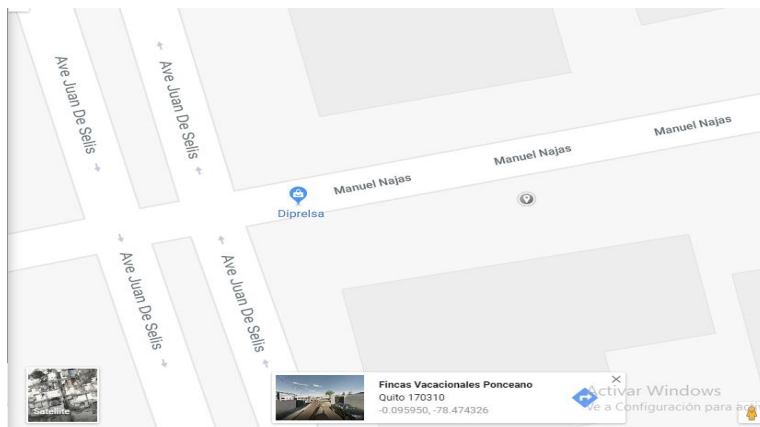 Ave Juan De Selis
Ave Juan De Selis
Manuel Najas
Manuel Najas
Manuel Najas
Diprelsa
Ave Juan De Selis
Ave Juan De Selis
Satellite
Fincas Vacacionales Ponceano
Quito 170310
-0.095950, -78.474326
Activar Windows
Ve a Configuración para activ